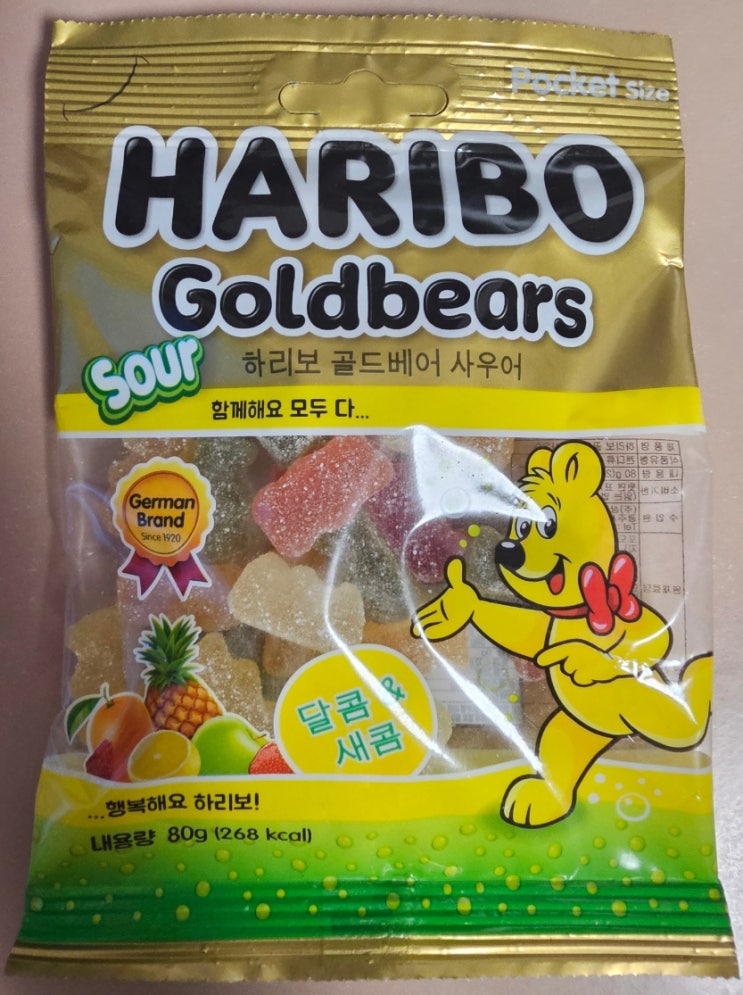 Pocket Size
HARIBO
Goldbears
Sour
하리보 골드베어 사우어
함께해요 모두 다...
German
Brand
Since 1920
달콤 &
새콤
...행복해요 하리보!
내용량 80g (268 kcal)